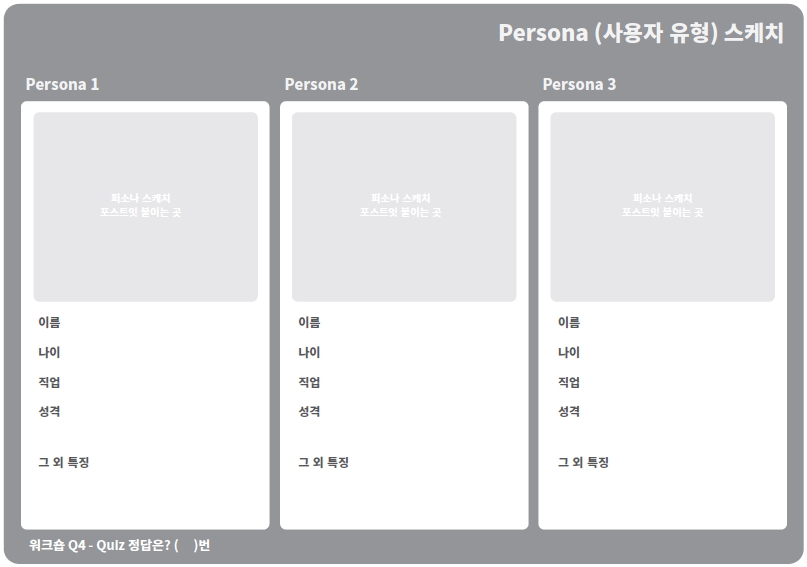 Persona (사용자 유형) 스케치
Persona 1
퍼소나 스케치
포스트잇 붙이는 곳
이름
나이
직업
성격
그 외 특징
Persona 2
퍼소나 스케치
포스트잇 붙이는 곳
이름
나이
직업
성격
그 외 특징
Persona 3
퍼소나 스케치
포스트잇 붙이는 곳
이름
나이
직업
성격
그 외 특징
워크숍 Q4 - Quiz 정답은? (    )번